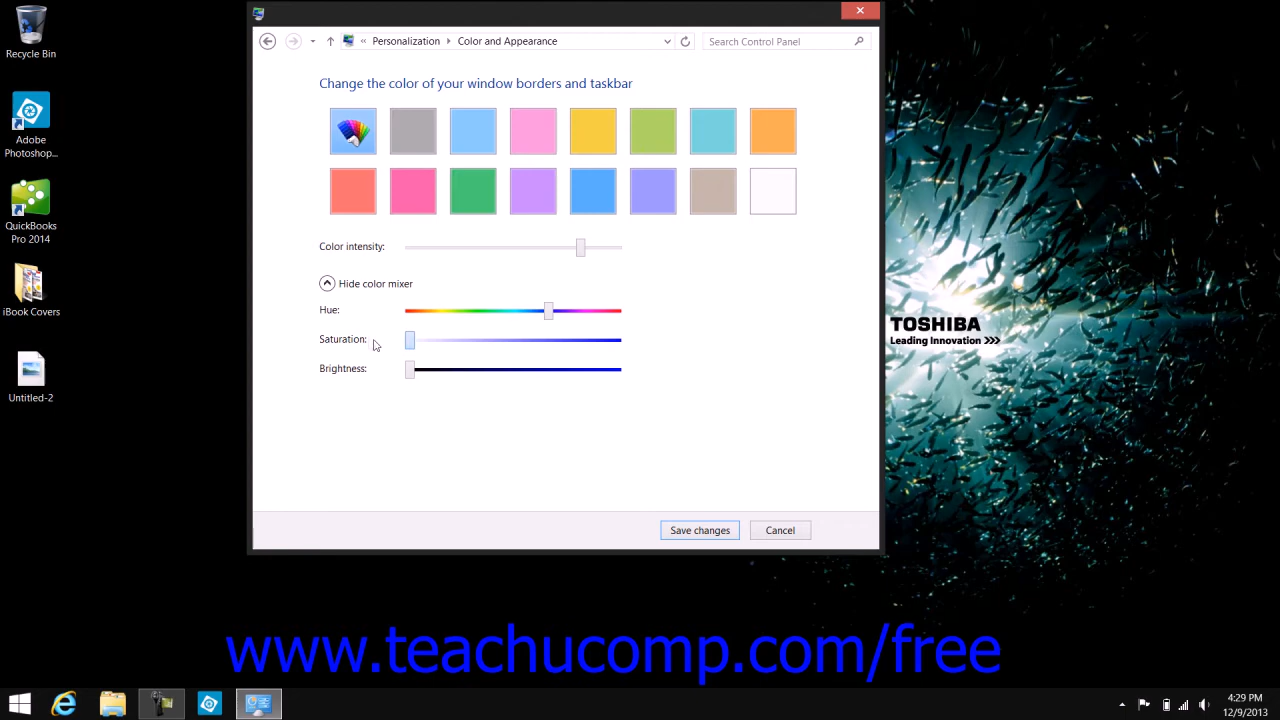 Recycle Bin
Adobe
Photoshop...
QuickBooks
Pro 2014
iBook Covers
Untitled-2
« Personalization Color and Appearance
Search Control Panel
Change the color of your window borders and taskbar
Color intensity:
Hide color mixer
Hue:
Saturation:
Brightness:
Save changes
Cancel
TOSHIBA
Leading Innovation >>>
www.teachucomp.com/free
4:29 PM
12/9/2013